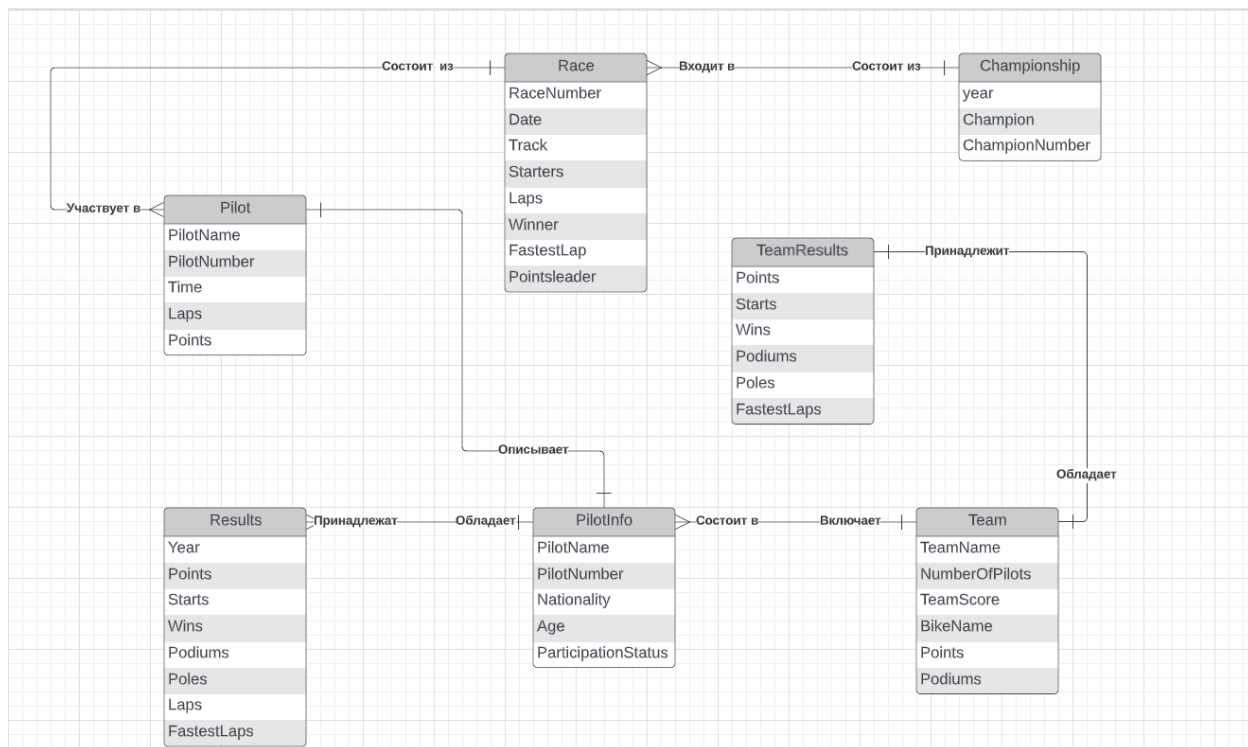 Состоит из
Race
RaceNumber
Date
Track
Starters
Laps
Winner
FastestLap
Pointsleader
Входит в
Состоит из
Championship
year
Champion
ChampionNumber
Участвует в
Pilot
PilotName
PilotNumber
Time
Laps
Points
TeamResults
Points
Starts
Wins
Podiums
Poles
FastestLaps
Принадлежит
Описывает
Обладает
Results
Year
Points
Starts
Wins
Podiums
Poles
Laps
FastestLaps
Принадлежат
Обладает
PilotInfo
PilotName
PilotNumber
Nationality
Age
ParticipationStatus
Состоит в
Включает
Team
TeamName
NumberOfPilots
TeamScore
BikeName
Points
Podiums